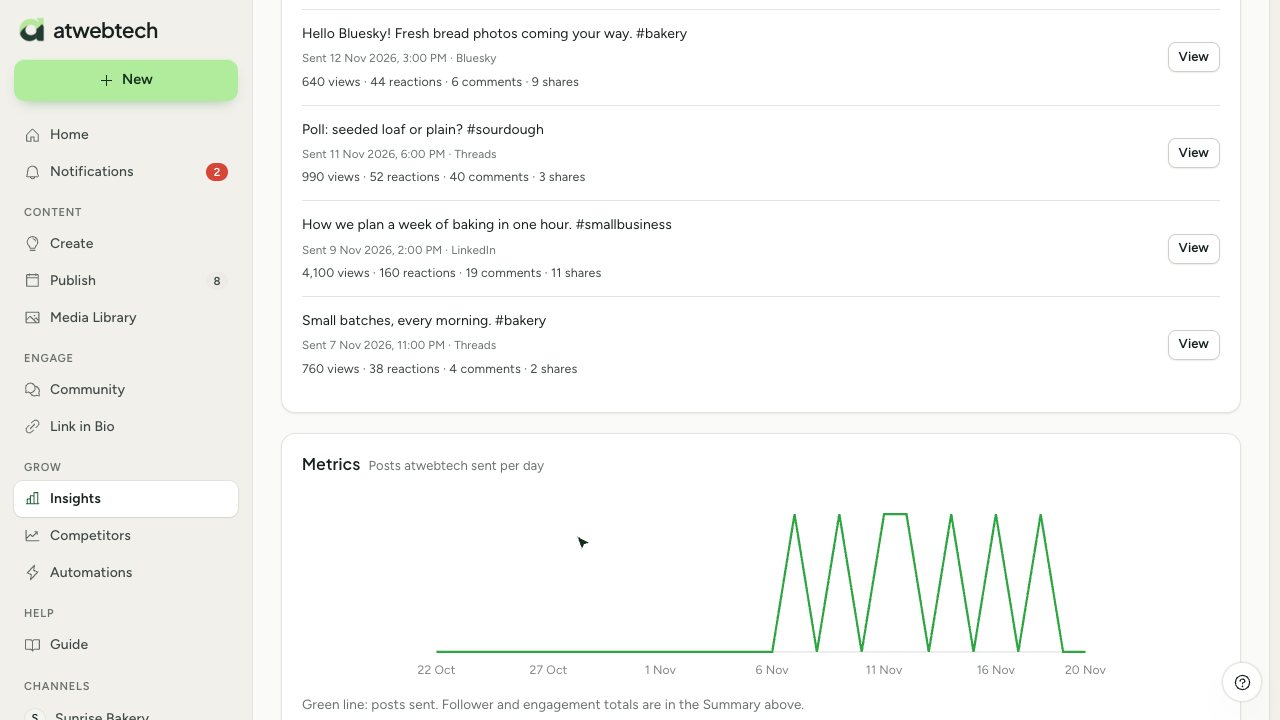 atwebtech
New
Home
Notifications 2
CONTENT
Create
Publish 8
Media Library
ENGAGE
Community
Link in Bio
GROW
Insights
Competitors
Automations
HELP
Guide
CHANNELS
S Sunrise Bakery
Hello Bluesky! Fresh bread photos coming your way. #bakery
Sent 12 Nov 2026, 3:00 PM · Bluesky
640 views · 44 reactions · 6 comments · 9 shares
View
Poll: seeded loaf or plain? #sourdough
Sent 11 Nov 2026, 6:00 PM · Threads
990 views · 52 reactions · 40 comments · 3 shares
View
How we plan a week of baking in one hour. #smallbusiness
Sent 9 Nov 2026, 2:00 PM · LinkedIn
4,100 views · 160 reactions · 19 comments · 11 shares
View
Small batches, every morning. #bakery
Sent 7 Nov 2026, 11:00 PM · Threads
760 views · 38 reactions · 4 comments · 2 shares
View
Metrics Posts atwebtech sent per day
22 Oct 27 Oct 1 Nov 6 Nov 11 Nov 16 Nov 20 Nov
Green line: posts sent. Follower and engagement totals are in the Summary above.